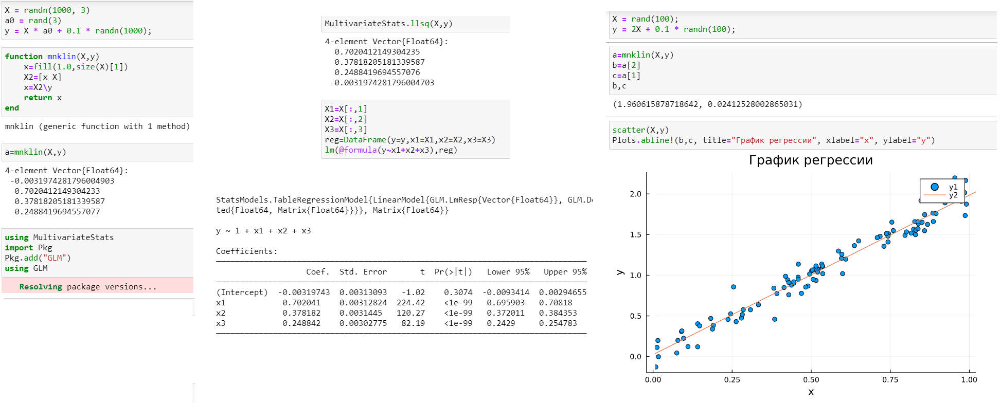 X = randn(1000, 3)
a0 = rand(3)
y = X * a0 + 0.1 * randn(1000);
function mnklin(X,y)
    x=fill(1.0,size(X)[1])
    X2=[x X]
    x=X2\y
    return x
end
mnklin (generic function with 1 method)
a=mnklin(X,y)
4-element Vector{Float64}:
 -0.0031974281796004903
  0.7020412149304233
  0.37818205181339587
  0.2488419694557077
using MultivariateStats
import Pkg
Pkg.add("GLM")
using GLM
Resolving package versions...
MultivariateStats.llsq(X,y)
4-element Vector{Float64}:
  0.7020412149304235
  0.37818205181339587
  0.2488419694557076
 -0.0031974281796004703
X1=X[:,1]
X2=X[:,2]
X3=X[:,3]
reg=DataFrame(y=y,x1=X1,x2=X2,x3=X3)
lm(@formula(y~x1+x2+x3),reg)
StatsModels.TableRegressionModel{LinearModel{GLM.LmResp{Vector{Float64}}, GLM.De
ted{Float64, Matrix{Float64}}}}, Matrix{Float64}}
y ~ 1 + x1 + x2 + x3
Coefficients:
Coef. Std. Error t Pr(>|t|) Lower 95% Upper 95%
(Intercept) -0.00319743 0.00313093 -1.02 0.3074 -0.0093414 0.00294655
x1 0.702041 0.00312824 224.42 <1e-99 0.695903 0.70818
x2 0.378182 0.0031445 120.27 <1e-99 0.372011 0.384353
x3 0.248842 0.00302775 82.19 <1e-99 0.2429 0.254783
X = rand(100);
y = 2X + 0.1 * randn(100);
a=mnklin(X,y)
b=a[2]
c=a[1]
b,c
(1.960615878718642, 0.02412528002865031)
scatter(X,y)
Plots.abline!(b,c, title="График регрессии", xlabel="x", ylabel="y")
График регрессии
y1
y2
2.0
1.5
1.0
0.5
0.0
y
0.00 0.25 0.50 0.75 1.00
x